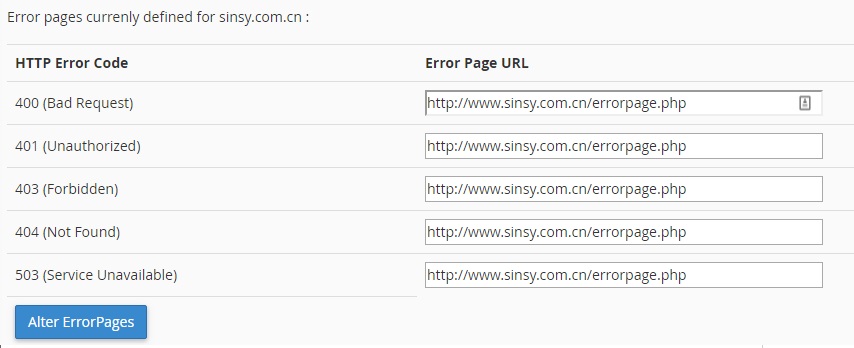 Error pages currenly defined for sinsy.com.cn :
HTTP Error Code Error Page URL
400 (Bad Request) http://www.sinsy.com.cn/errorpage.php
401 (Unauthorized) http://www.sinsy.com.cn/errorpage.php
403 (Forbidden) http://www.sinsy.com.cn/errorpage.php
404 (Not Found) http://www.sinsy.com.cn/errorpage.php
503 (Service Unavailable) http://www.sinsy.com.cn/errorpage.php
Alter ErrorPages